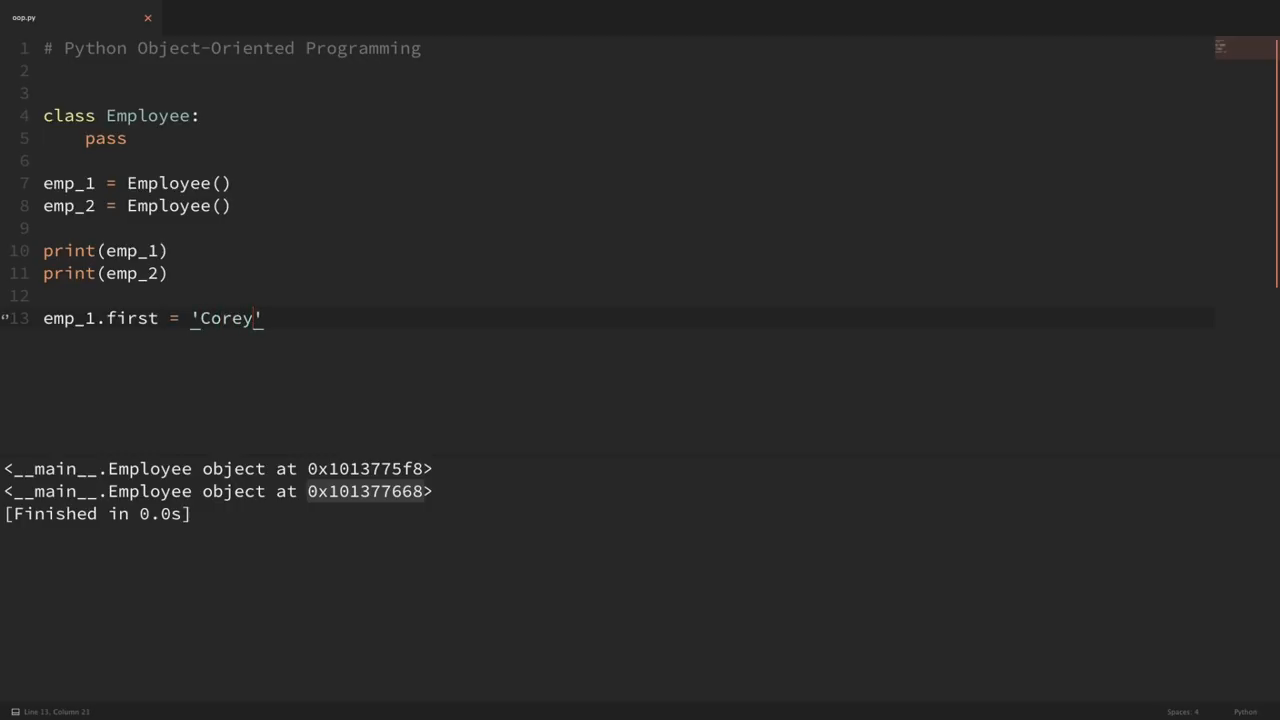 oop.py
1 # Python Object-Oriented Programming
2
3
4 class Employee:
5     pass
6
7 emp_1 = Employee()
8 emp_2 = Employee()
9
10 print(emp_1)
11 print(emp_2)
12
13 emp_1.first = 'Corey'
<__main__.Employee object at 0x1013775f8>
<__main__.Employee object at 0x101377668>
[Finished in 0.0s]
Line 13, Column 21
Spaces: 4
Python